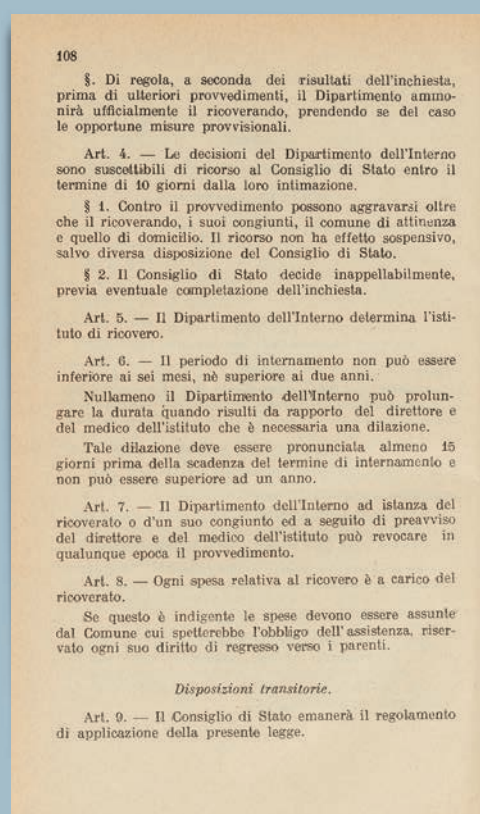 108
§. Di regola, a seconda dei risultati dell'inchiesta,
prima di ulteriori provvedimenti, il Dipartimento ammo-
nirà ufficialmente il ricoverando, prendendo se del caso
le opportune misure provvisionali.
Art. 4. — Le decisioni del Dipartimento dell'Interno
sono suscettibili di ricorso al Consiglio di Stato entro il
termine di 10 giorni dalla loro intimazione.
§ 1. Contro il provvedimento possono aggravarsi oltre
che il ricoverando, i suoi congiunti, il comune di attinenza
e quello di domicilio. Il ricorso non ha effetto sospensivo,
salvo diversa disposizione del Consiglio di Stato.
§ 2. Il Consiglio di Stato decide inappellabilmente,
previa eventuale completazione dell'inchiesta.
Art. 5. — Il Dipartimento dell'Interno determina l'isti-
tuto di ricovero.
Art. 6. — Il periodo di internamento non può essere
inferiore ai sei mesi, nè superiore ai due anni.
Nullameno il Dipartimento dell'Interno può prolun-
gare la durata quando risulti da rapporto del direttore e
del medico dell'istituto che è necessaria una dilazione.
Tale dilazione deve essere pronunciata almeno 15
giorni prima della scadenza del termine di internamento e
non può essere superiore ad un anno.
Art. 7. — Il Dipartimento dell'Interno ad istanza del
ricoverato o d'un suo congiunto ed a seguito di preavviso
del direttore e del medico dell'istituto può revocare in
qualunque epoca il provvedimento.
Art. 8. — Ogni spesa relativa al ricovero è a carico del
ricoverato.
Se questo è indigente le spese devono essere assunte
dal Comune cui spetterebbe l'obbligo dell'assistenza, riser-
vato ogni suo diritto di regresso verso i parenti.
Disposizioni transitorie.
Art. 9. — Il Consiglio di Stato emanerà il regolamento
di applicazione della presente legge.